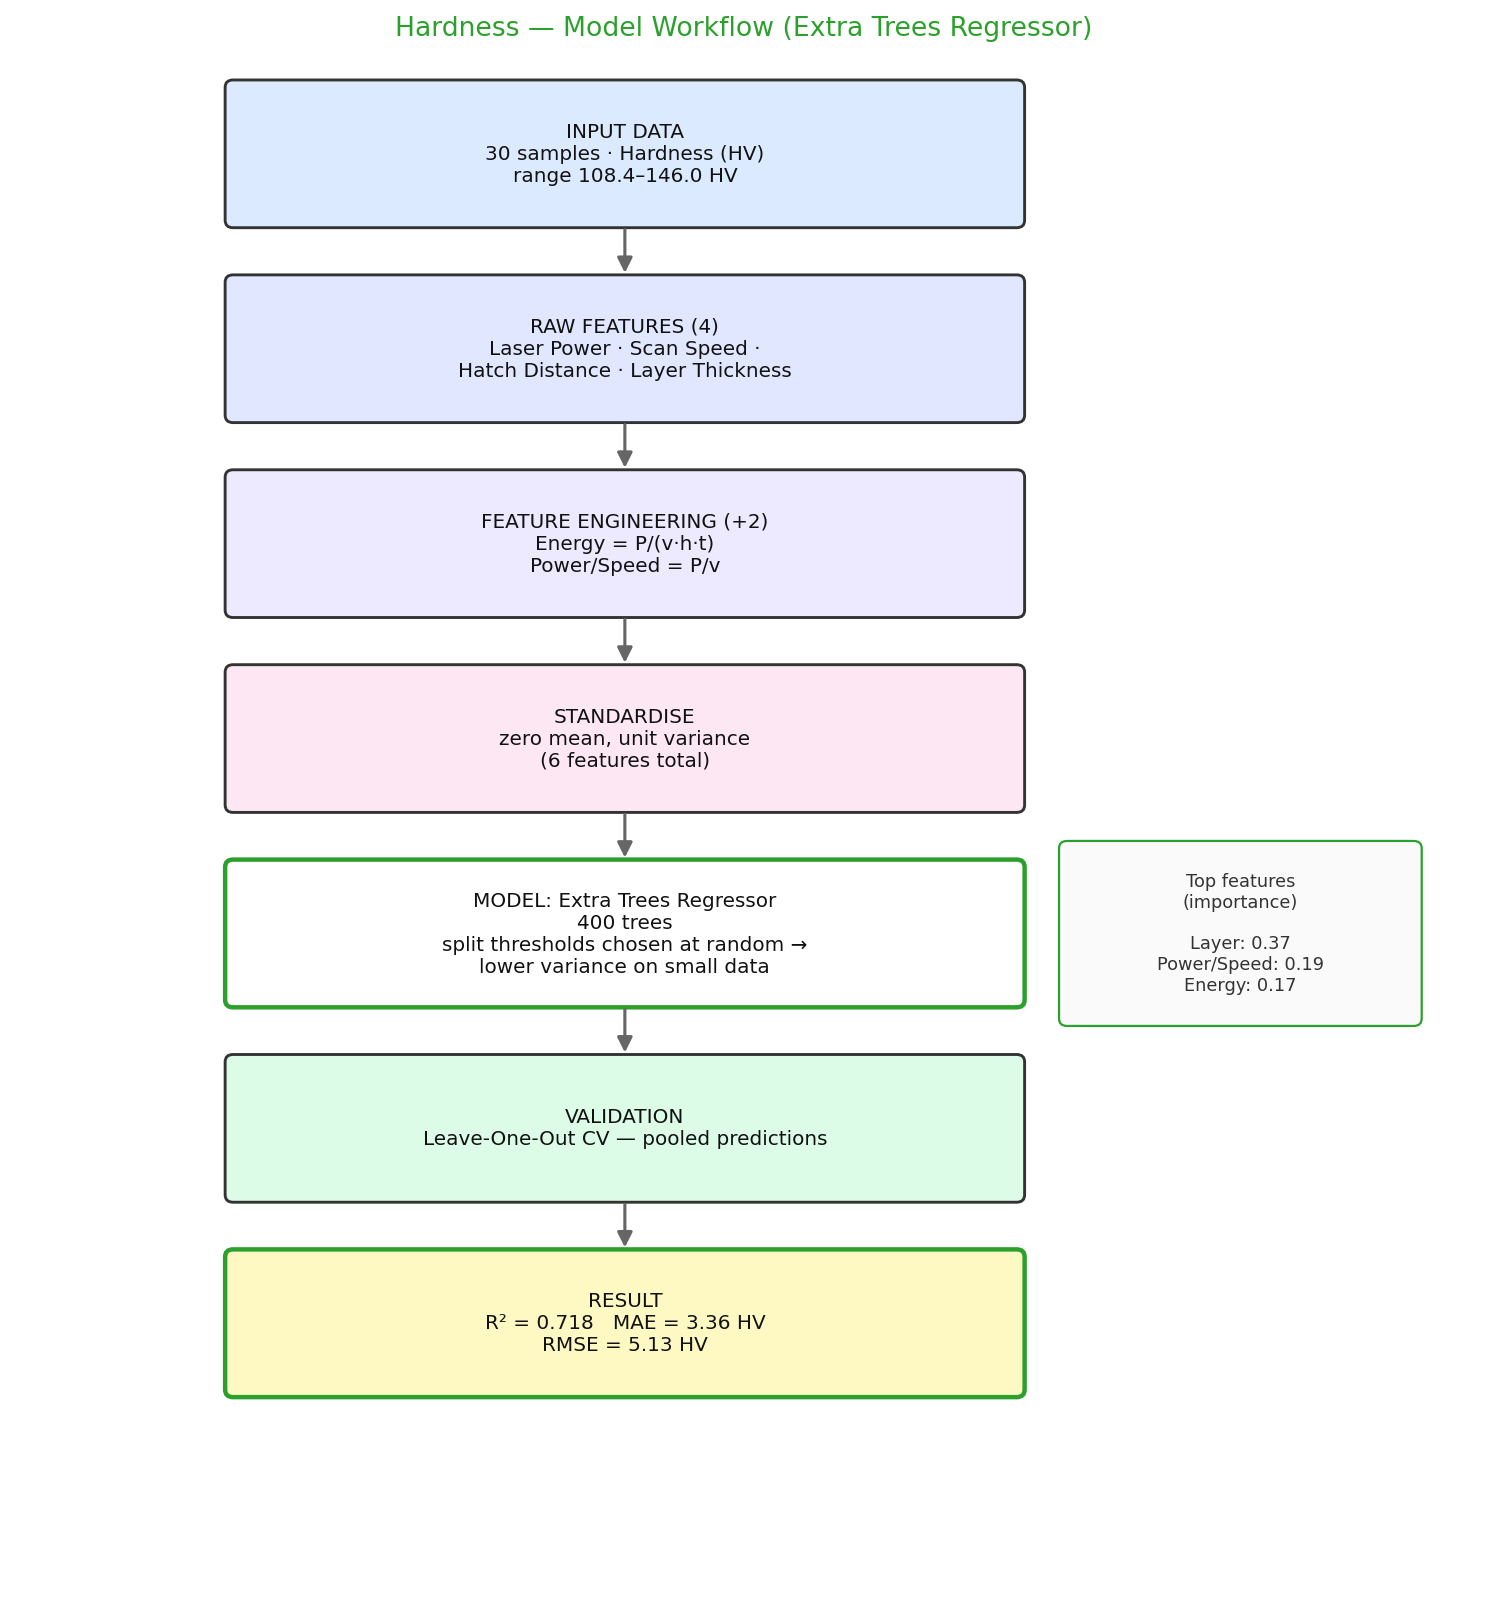 Hardness — Model Workflow (Extra Trees Regressor)
INPUT DATA
30 samples · Hardness (HV)
range 108.4–146.0 HV
RAW FEATURES (4)
Laser Power · Scan Speed ·
Hatch Distance · Layer Thickness
FEATURE ENGINEERING (+2)
Energy = P/(v·h·t)
Power/Speed = P/v
STANDARDISE
zero mean, unit variance
(6 features total)
MODEL: Extra Trees Regressor
400 trees
split thresholds chosen at random →
lower variance on small data
Top features
(importance)
Layer: 0.37
Power/Speed: 0.19
Energy: 0.17
VALIDATION
Leave-One-Out CV — pooled predictions
RESULT
R² = 0.718   MAE = 3.36 HV
RMSE = 5.13 HV